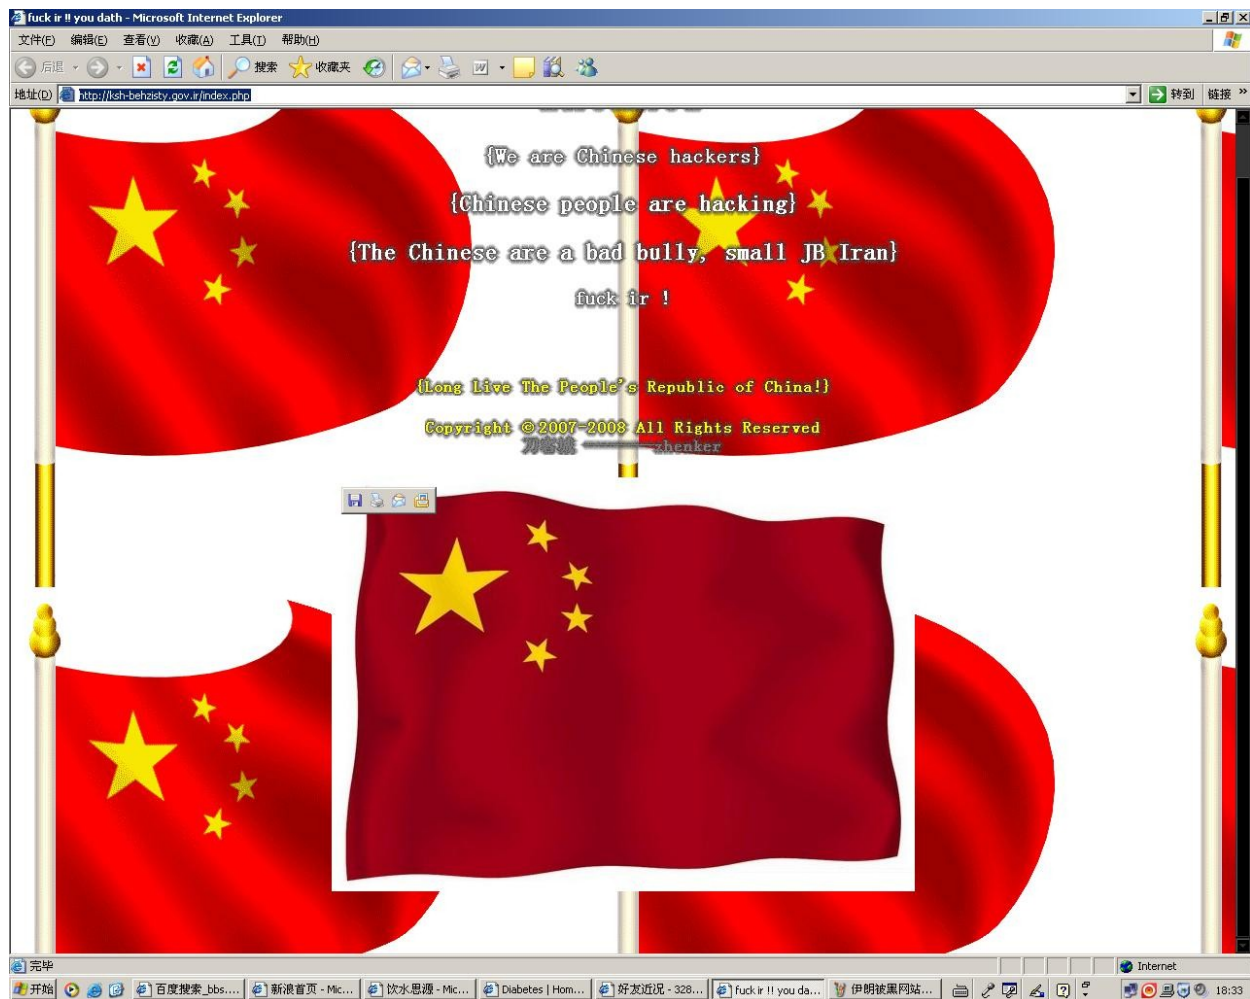 fuck ir !! you dath - Microsoft Internet Explorer
文件(F) 编辑(E) 查看(V) 收藏(A) 工具(T) 帮助(H)
后退 搜索 收藏夹
地址(D) http://ksh-behzisty.gov.ir/index.php 转到 链接 »
{We are Chinese hackers}
{Chinese people are hacking}
{The Chinese are a bad bully, small JB Iran}
fuck ir !
{Long Live The People's Republic of China!}
Copyright ©2007-2008 All Rights Reserved
刀客城 ————zhenker
完毕 Internet
开始 百度搜索_bbs.... 新浪首页 - Mic... 饮水思源 - Mic... Diabetes | Hom... 好友近况 - 328... fuck ir !! you da... 伊朗被黑网站... 18:33